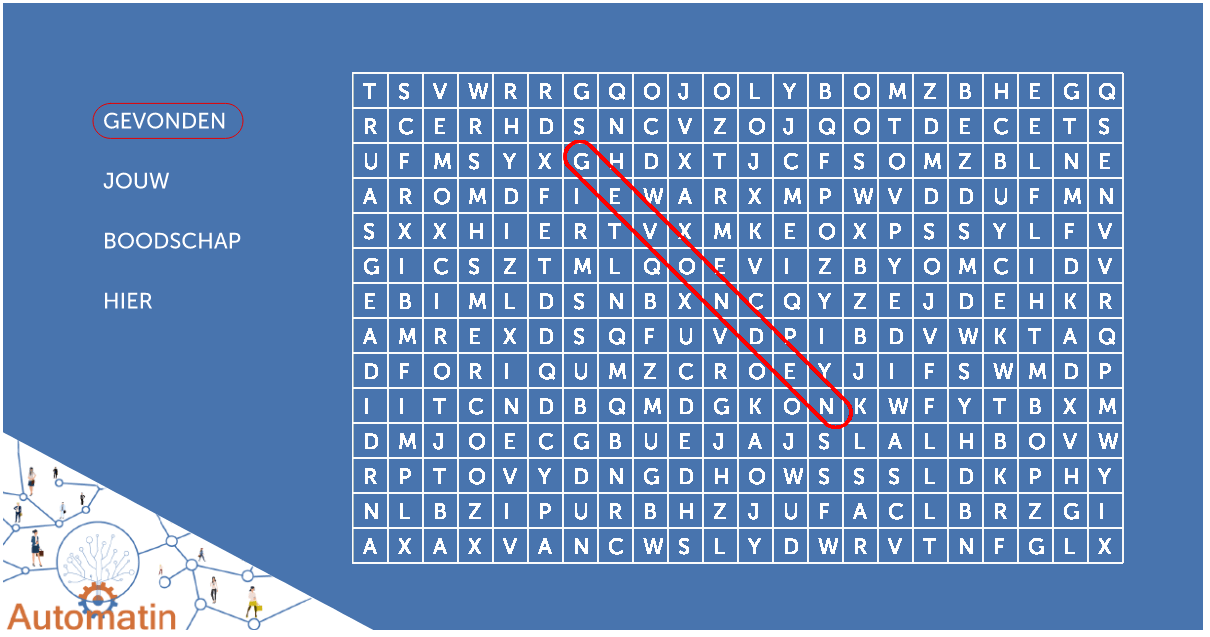 GEVONDEN
JOUW
BOODSCHAP
HIER
T S V W R R G Q O J O L Y B O M Z B H E G Q
R C E R H D S N C V Z O J Q O T D E C E T S
U F M S Y X G H D X T J C F S O M Z B L N E
A R O M D F I E W A R X M P W V D D U F M N
S X X H I E R T V X M K E O X P S S Y L F V
G I C S Z T M L Q O E V I Z B Y O M C I D V
E B I M L D S N B X N C Q Y Z E J D E H K R
A M R E X D S Q F U V D P I B D V W K T A Q
D F O R I Q U M Z C R O E Y J I F S W M D P
I I T C N D B Q M D G K O N K W F Y T B X M
D M J O E C G B U E J A J S L A L H B O V W
R P T O V Y D N G D H O W S S S L D K P H Y
N L B Z I P U R B H Z J U F A C L B R Z G I
A X A X V A N C W S L Y D W R V T N F G L X
Automatin